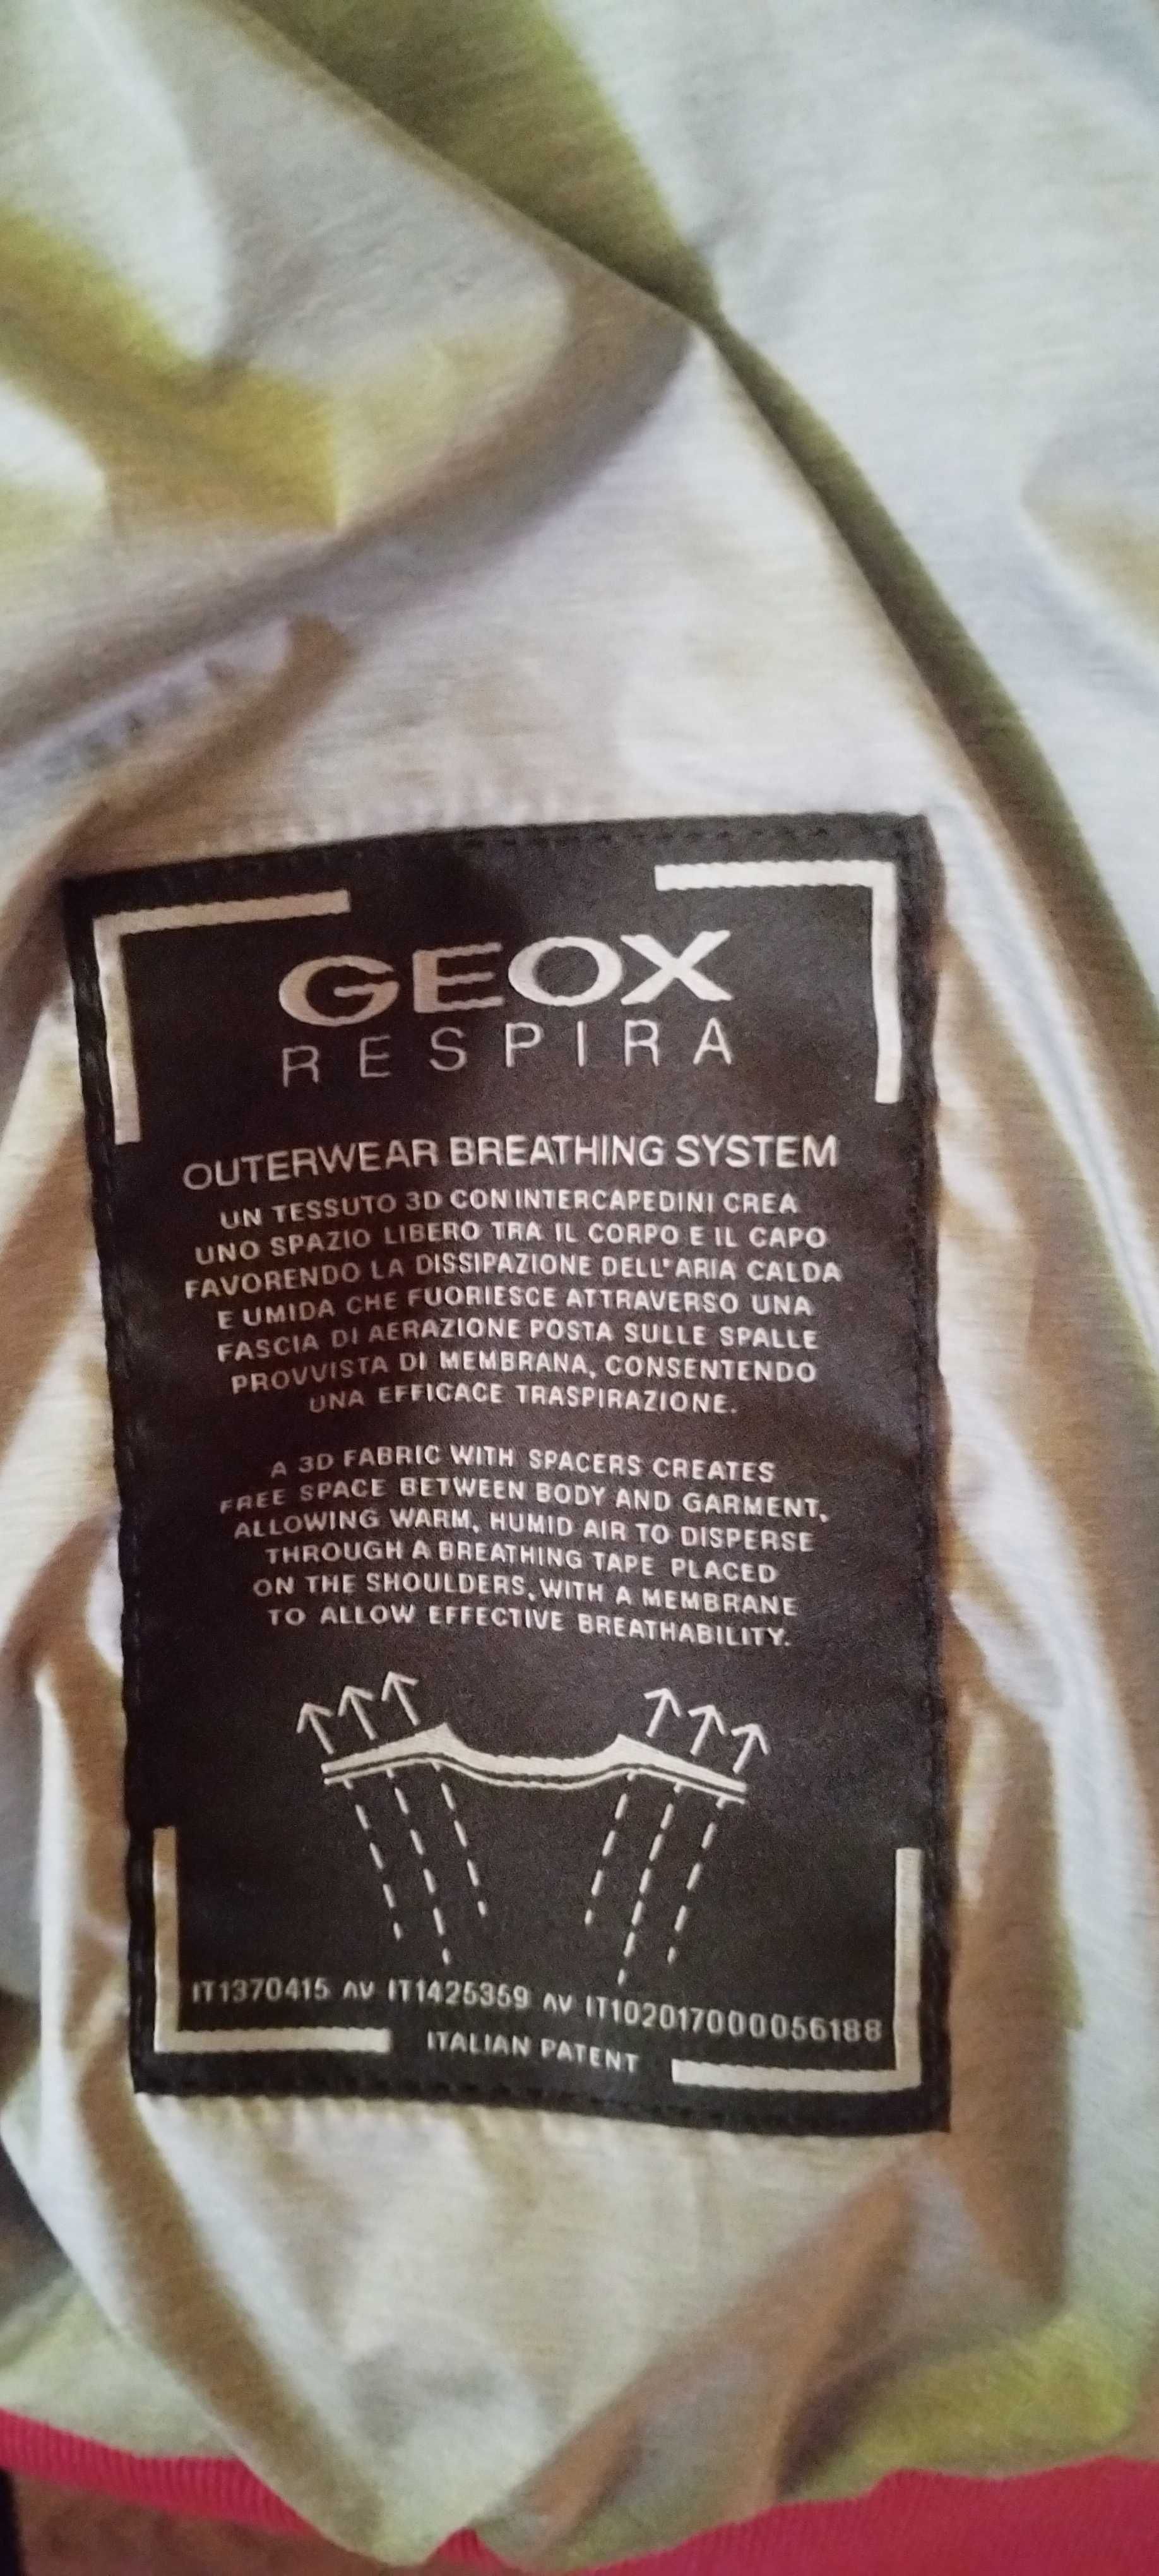 GEOX
RESPIRA
OUTERWEAR BREATHING SYSTEM
UN TESSUTO 3D CON INTERCAPEDINI CREA
UNO SPAZIO LIBERO TRA IL CORPO E IL CAPO
FAVORENDO LA DISSIPAZIONE DELL'ARIA CALDA
E UMIDA CHE FUORIESCE ATTRAVERSO UNA
FASCIA DI AERAZIONE POSTA SULLE SPALLE
PROVVISTA DI MEMBRANA, CONSENTENDO
UNA EFFICACE TRASPIRAZIONE.
A 3D FABRIC WITH SPACERS CREATES
FREE SPACE BETWEEN BODY AND GARMENT,
ALLOWING WARM, HUMID AIR TO DISPERSE
THROUGH A BREATHING TAPE PLACED
ON THE SHOULDERS, WITH A MEMBRANE
TO ALLOW EFFECTIVE BREATHABILITY.
IT1370415 ΛV IT1425359 ΛV IT102017000056188
ITALIAN PATENT